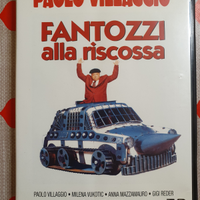 PAOLO VILLAGGIO
FANTOZZI
alla riscossa
PAOLO VILLAGGIO • MILENA VUKOTIC • ANNA MAZZAMAURO • GIGI REDER